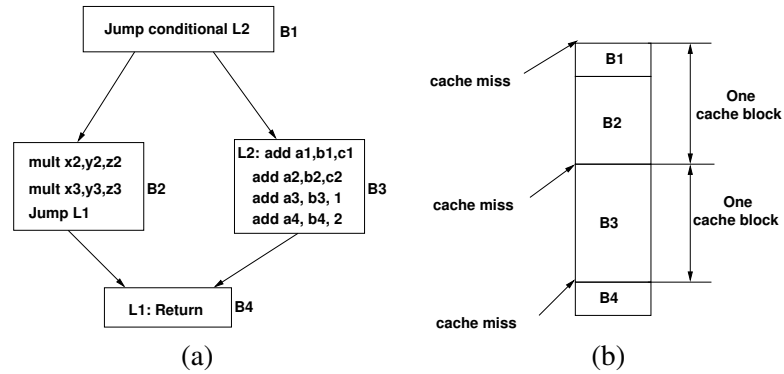 Jump conditional L2
B1
mult x2,y2,z2
mult x3,y3,z3
Jump L1
B2
L2: add a1,b1,c1
add a2,b2,c2
add a3, b3, 1
add a4, b4, 2
B3
L1: Return
B4
(a)
cache miss
B1
B2
One
cache block
cache miss
B3
One
cache block
cache miss
B4
(b)